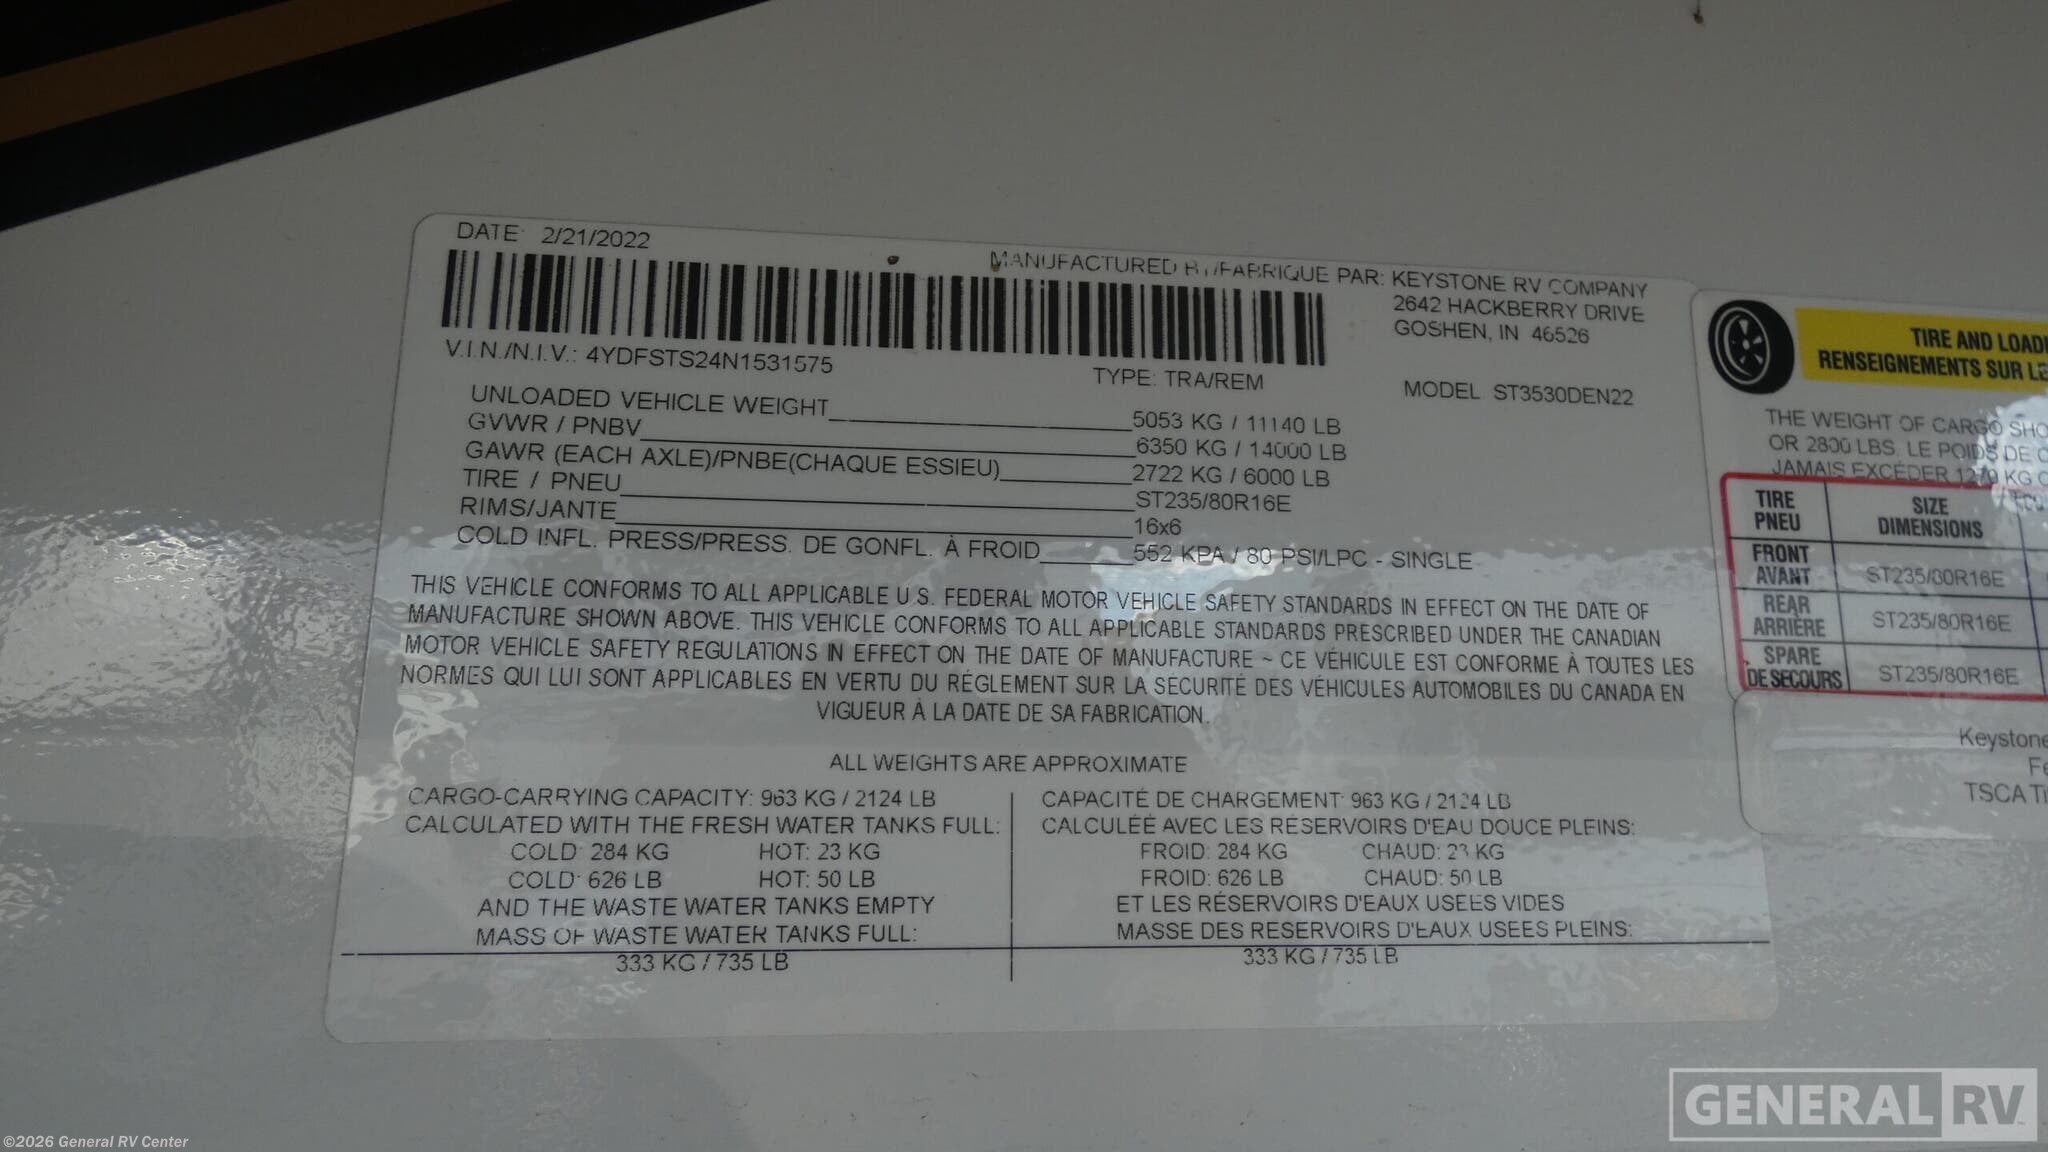 DATE: 2/21/2022
MANUFACTURED BY/FABRIQUE PAR: KEYSTONE RV COMPANY
2642 HACKBERRY DRIVE
GOSHEN, IN 46526
V.I.N./N.I.V.: 4YDFSTS24N1531575
TYPE: TRA/REM
MODEL ST3530DEN22
UNLOADED VEHICLE WEIGHT 5053 KG / 11140 LB
GVWR / PNBV 6350 KG / 14000 LB
GAWR (EACH AXLE)/PNBE(CHAQUE ESSIEU) 2722 KG / 6000 LB
TIRE / PNEU ST235/80R16E
RIMS/JANTE 16x6
COLD INFL. PRESS/PRESS. DE GONFL. À FROID 552 KPA / 80 PSI/LPC - SINGLE
THIS VEHICLE CONFORMS TO ALL APPLICABLE U.S. FEDERAL MOTOR VEHICLE SAFETY STANDARDS IN EFFECT ON THE DATE OF
MANUFACTURE SHOWN ABOVE. THIS VEHICLE CONFORMS TO ALL APPLICABLE STANDARDS PRESCRIBED UNDER THE CANADIAN
MOTOR VEHICLE SAFETY REGULATIONS IN EFFECT ON THE DATE OF MANUFACTURE ~ CE VÉHICULE EST CONFORME À TOUTES LES
NORMES QUI LUI SONT APPLICABLES EN VERTU DU RÉGLEMENT SUR LA SÉCURITÉ DES VÉHICULES AUTOMOBILES DU CANADA EN
VIGUEUR À LA DATE DE SA FABRICATION.
ALL WEIGHTS ARE APPROXIMATE
CARGO-CARRYING CAPACITY: 963 KG / 2124 LB
CALCULATED WITH THE FRESH WATER TANKS FULL:
COLD: 284 KG HOT: 23 KG
COLD: 626 LB HOT: 50 LB
AND THE WASTE WATER TANKS EMPTY
MASS OF WASTE WATER TANKS FULL:
333 KG / 735 LB
CAPACITÉ DE CHARGEMENT: 963 KG / 2124 LB
CALCULÉÉ AVEC LES RÉSERVOIRS D'EAU DOUCE PLEINS:
FROID: 284 KG CHAUD: 23 KG
FROID: 626 LB CHAUD: 50 LB
ET LES RÉSERVOIRS D'EAUX USEES VIDES
MASSE DES RESERVOIRS D'EAUX USEES PLEINS:
333 KG / 735 LB
TIRE AND LOADI
RENSEIGNEMENTS SUR LE
THE WEIGHT OF CARGO SHO
OR 2800 LBS. LE POIDS DE C
JAMAIS EXCÉDER 1270 KG O
TIRE SIZE
PNEU DIMENSIONS
FRONT
AVANT ST235/80R16E
REAR
ARRIÈRE ST235/80R16E
SPARE
DE SECOURS ST235/80R16E
Keystone
Fe
TSCA Ti
GENERAL RV
©2026 General RV Center